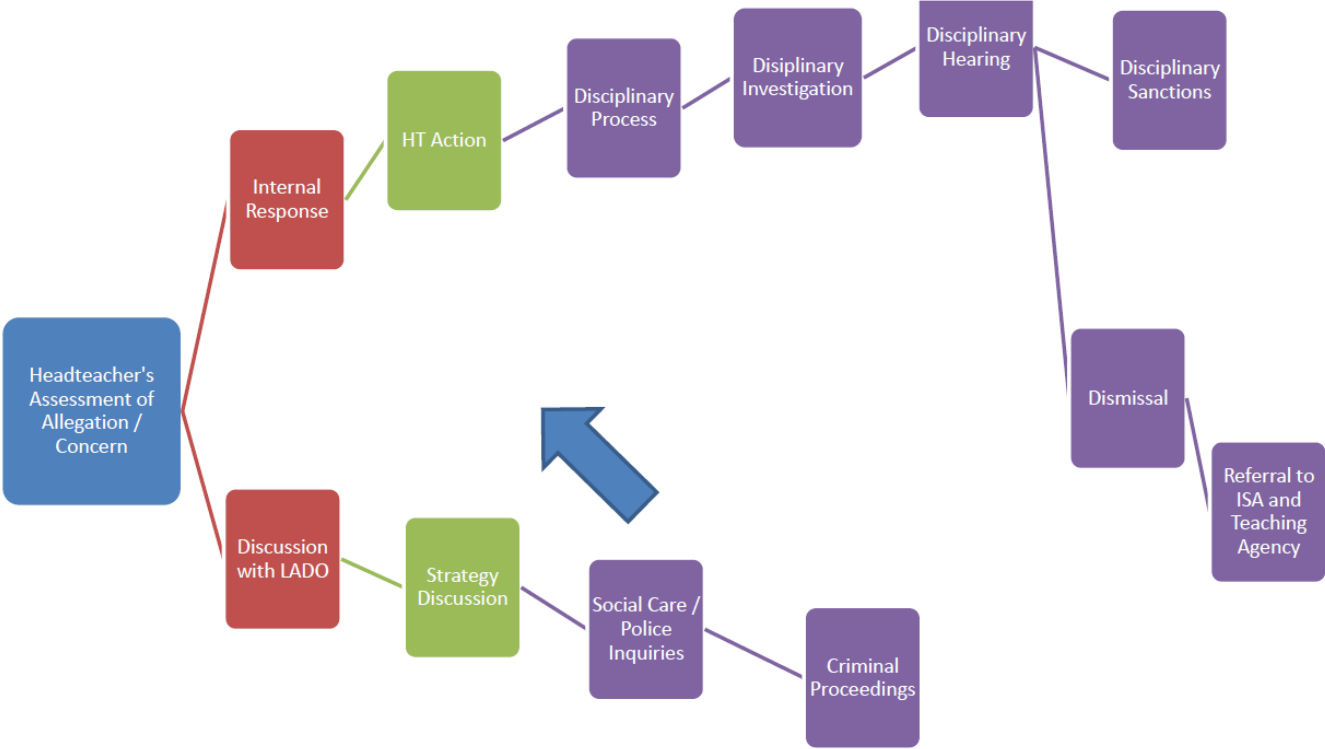 Headteacher's
Assessment of
Allegation /
Concern
Internal
Response
HT Action
Disciplinary
Process
Disiplinary
Investigation
Disciplinary
Hearing
Disciplinary
Sanctions
Dismissal
Referral to
ISA and
Teaching
Agency
Discussion
with LADO
Strategy
Discussion
Social Care /
Police
Inquiries
Criminal
Proceedings